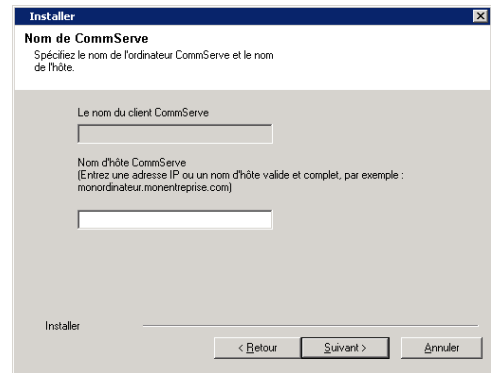 Installer
Nom de CommServe
Spécifiez le nom de l'ordinateur CommServe et le nom
de l'hôte.
Le nom du client CommServe
Nom d'hôte CommServe
(Entrez une adresse IP ou un nom d'hôte valide et complet, par exemple :
monordinateur.monentreprise.com)
Installer
< Retour
Suivant >
Annuler